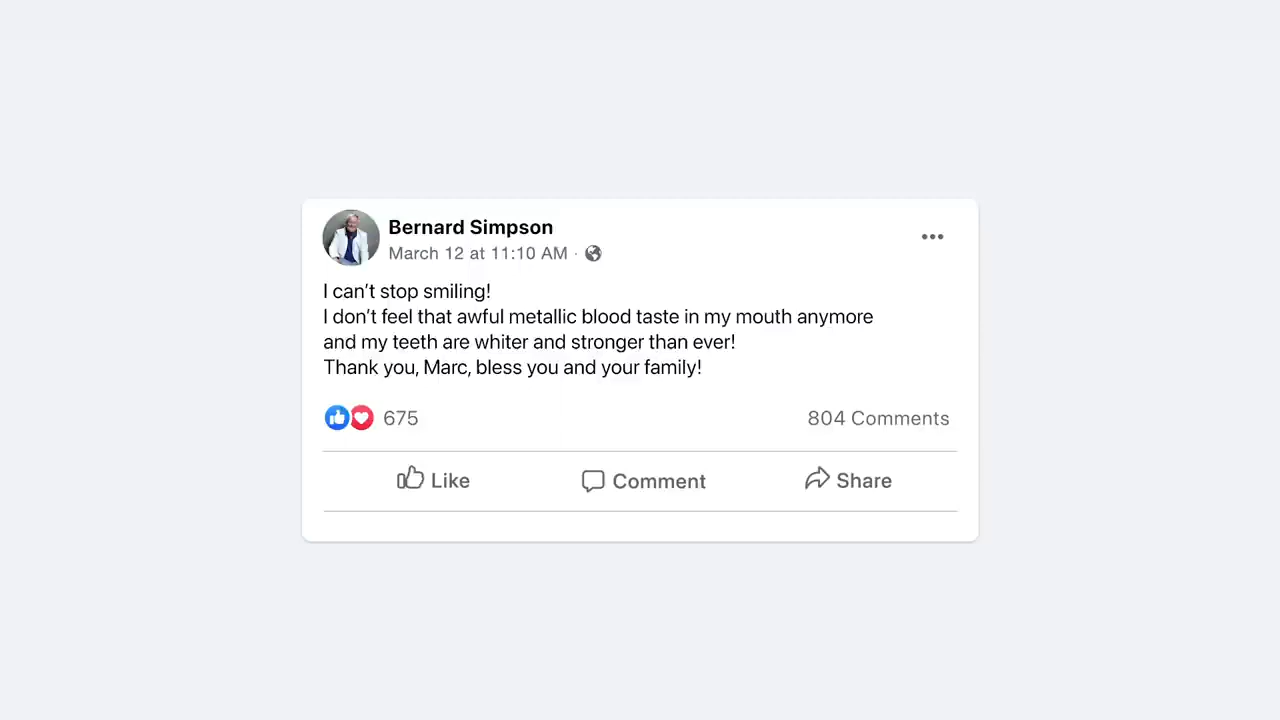 Bernard Simpson
March 12 at 11:10 AM ·
I can't stop smiling!
I don't feel that awful metallic blood taste in my mouth anymore
and my teeth are whiter and stronger than ever!
Thank you, Marc, bless you and your family!
675 804 Comments
Like Comment Share